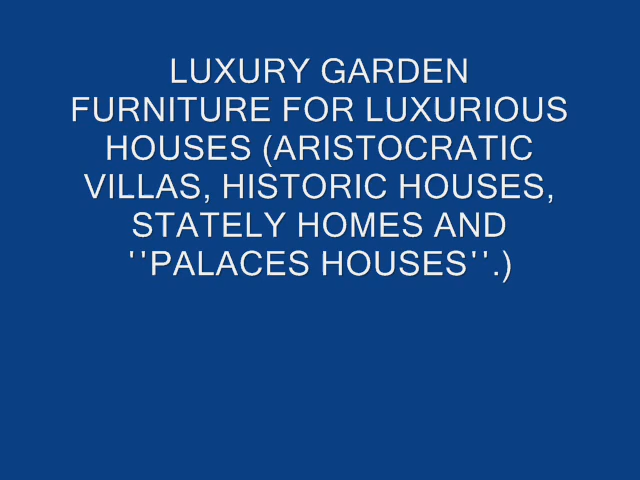 LUXURY GARDEN
FURNITURE FOR LUXURIOUS
HOUSES (ARISTOCRATIC
VILLAS, HISTORIC HOUSES,
STATELY HOMES AND
''PALACES HOUSES''.)